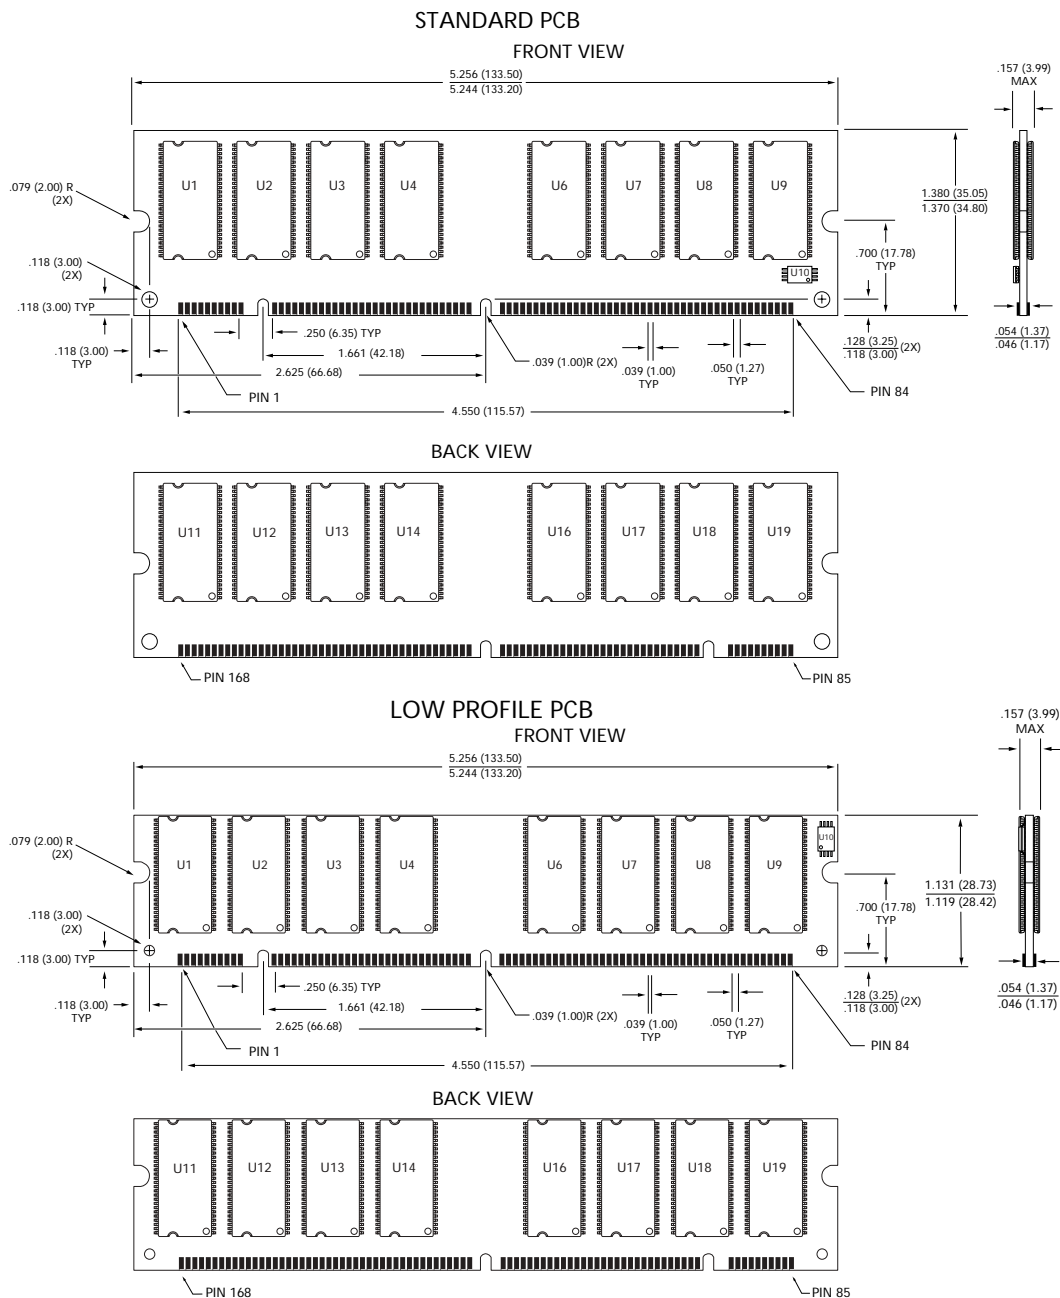 STANDARD PCB
FRONT VIEW
5.256 (133.50)
5.244 (133.20)
.157 (3.99)
MAX
U1
U2
U3
U4
U6
U7
U8
U9
.079 (2.00) R
(2X)
1.380 (35.05)
1.370 (34.80)
.118 (3.00)
(2X)
.700 (17.78)
TYP
U10
.118 (3.00) TYP
.250 (6.35) TYP
.118 (3.00)
TYP
1.661 (42.18)
2.625 (66.68)
.039 (1.00)R (2X)
.039 (1.00)
TYP
.050 (1.27)
TYP
.128 (3.25)
.118 (3.00)
(2X)
.054 (1.37)
.046 (1.17)
PIN 1
PIN 84
4.550 (115.57)
BACK VIEW
U11
U12
U13
U14
U16
U17
U18
U19
PIN 168
PIN 85
LOW PROFILE PCB
FRONT VIEW
5.256 (133.50)
5.244 (133.20)
.157 (3.99)
MAX
U1
U2
U3
U4
U6
U7
U8
U9
U10
.079 (2.00) R
(2X)
1.131 (28.73)
1.119 (28.42)
.118 (3.00)
(2X)
.700 (17.78)
TYP
.118 (3.00) TYP
.250 (6.35) TYP
.118 (3.00)
TYP
1.661 (42.18)
2.625 (66.68)
.039 (1.00)R (2X)
.039 (1.00)
TYP
.050 (1.27)
TYP
.128 (3.25)
.118 (3.00)
(2X)
.054 (1.37)
.046 (1.17)
PIN 1
PIN 84
4.550 (115.57)
BACK VIEW
U11
U12
U13
U14
U16
U17
U18
U19
PIN 168
PIN 85